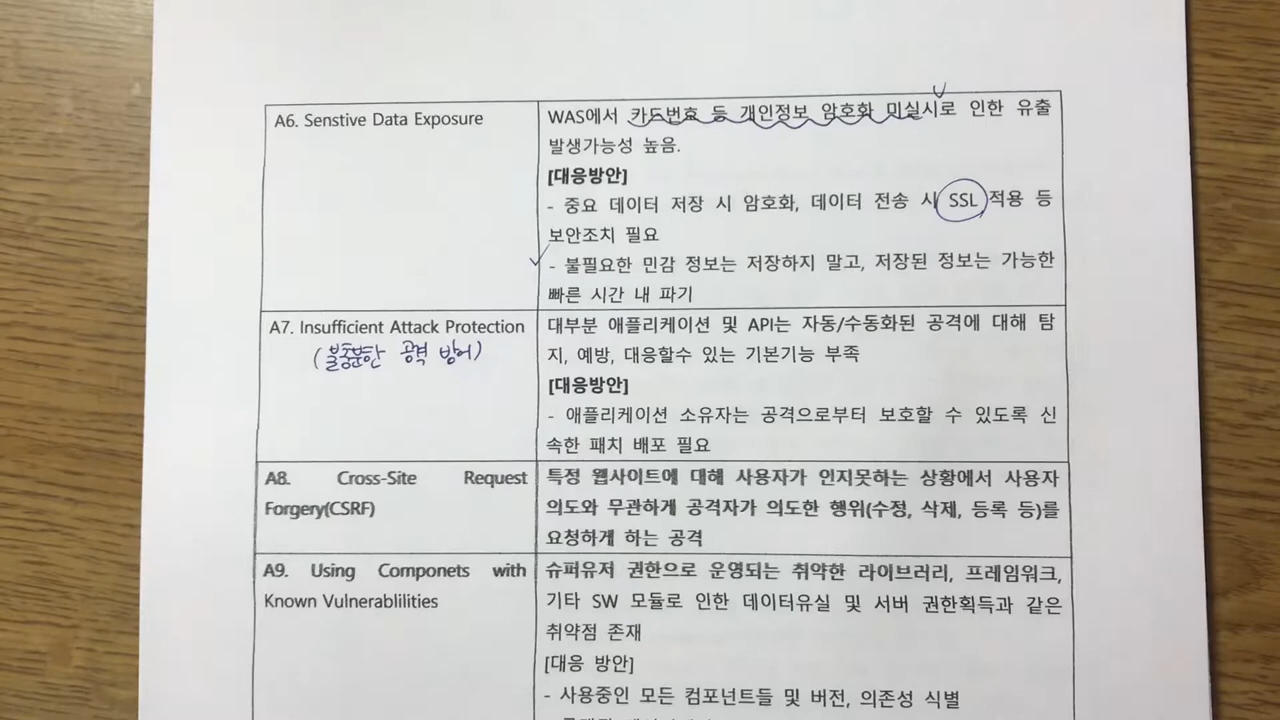 A6. Senstive Data Exposure
WAS에서 카드번호 등 개인정보 암호화 미실시로 인한 유출
발생가능성 높음.
[대응방안]
- 중요 데이터 저장 시 암호화, 데이터 전송 시 SSL 적용 등
보안조치 필요
- 불필요한 민감 정보는 저장하지 말고, 저장된 정보는 가능한
빠른 시간 내 파기
A7. Insufficient Attack Protection
(불충분한 공격 방어)
대부분 애플리케이션 및 API는 자동/수동화된 공격에 대해 탐
지, 예방, 대응할수 있는 기본기능 부족
[대응방안]
- 애플리케이션 소유자는 공격으로부터 보호할 수 있도록 신
속한 패치 배포 필요
A8. Cross-Site Request
Forgery(CSRF)
특정 웹사이트에 대해 사용자가 인지못하는 상황에서 사용자
의도와 무관하게 공격자가 의도한 행위(수정, 삭제, 등록 등)를
요청하게 하는 공격
A9. Using Componets with
Known Vulnerablilities
슈퍼유저 권한으로 운영되는 취약한 라이브러리, 프레임워크,
기타 SW 모듈로 인한 데이터유실 및 서버 권한획득과 같은
취약점 존재
[대응 방안]
- 사용중인 모든 컴포넌트들 및 버전, 의존성 식별